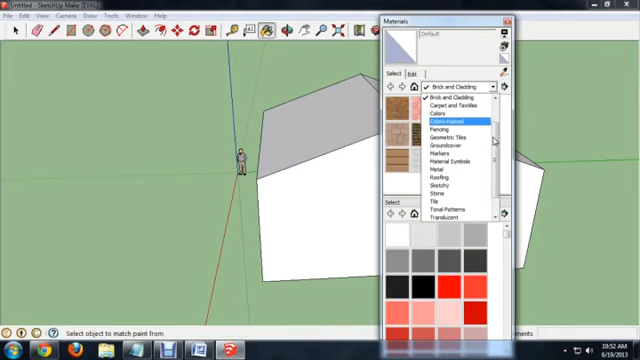 Untitled - SketchUp Make (EVAL)
Edit View Camera Draw Tools Window Help
Materials
Default
Select Edit
Brick and Cladding
Brick and Cladding
Carpet and Textiles
Colors
Colors-Named
Fencing
Geometric Tiles
Groundcover
Markers
Material Symbols
Metal
Roofing
Sketchy
Stone
Tile
Tonal Patterns
Translucent
Select
Select object to match paint from
10:52 AM
6/19/2013